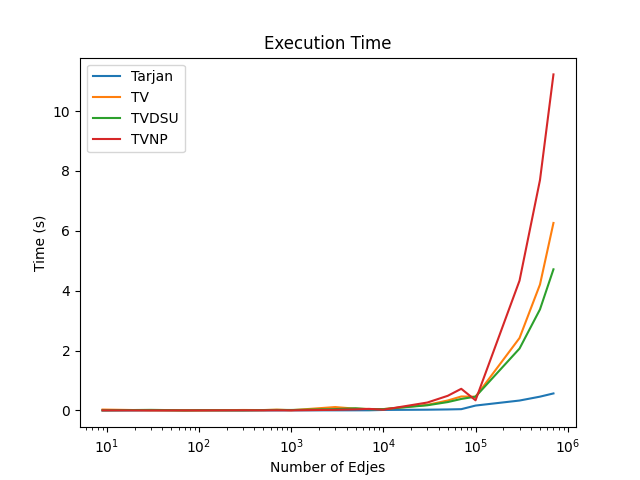 Execution Time
Tarjan
TV
TVDSU
TVNP
10
8
6
4
2
0
Time (s)
10¹
10²
10³
10⁴
10⁵
10⁶
Number of Edjes